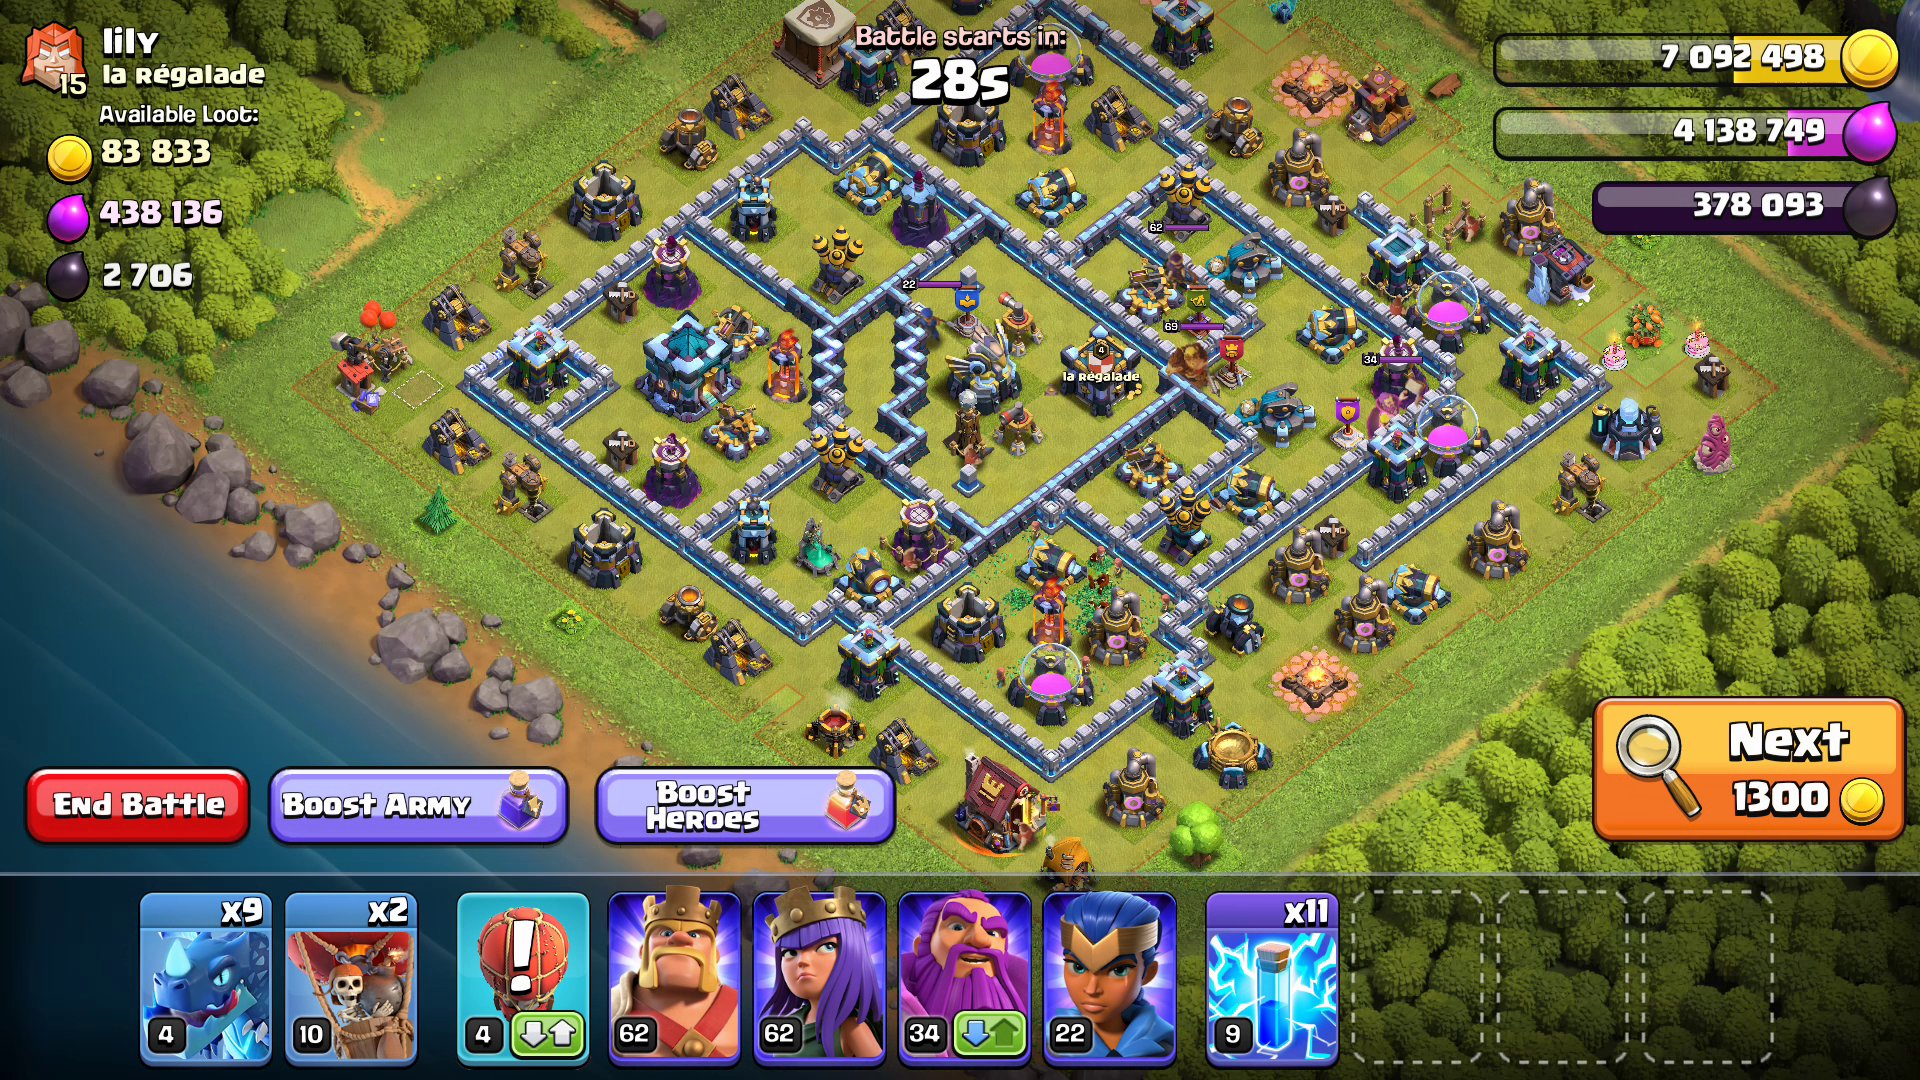 lily
la Régalade
15
Available Loot:
83 833
438 136
2 706
Battle starts in:
28s
7 092 498
4 138 749
378 093
62
22
69
34
4
la Régalade
End Battle
Boost Army
Boost
Heroes
Next
1300
x9
4
x2
10
!
4
62
62
34
22
x11
9